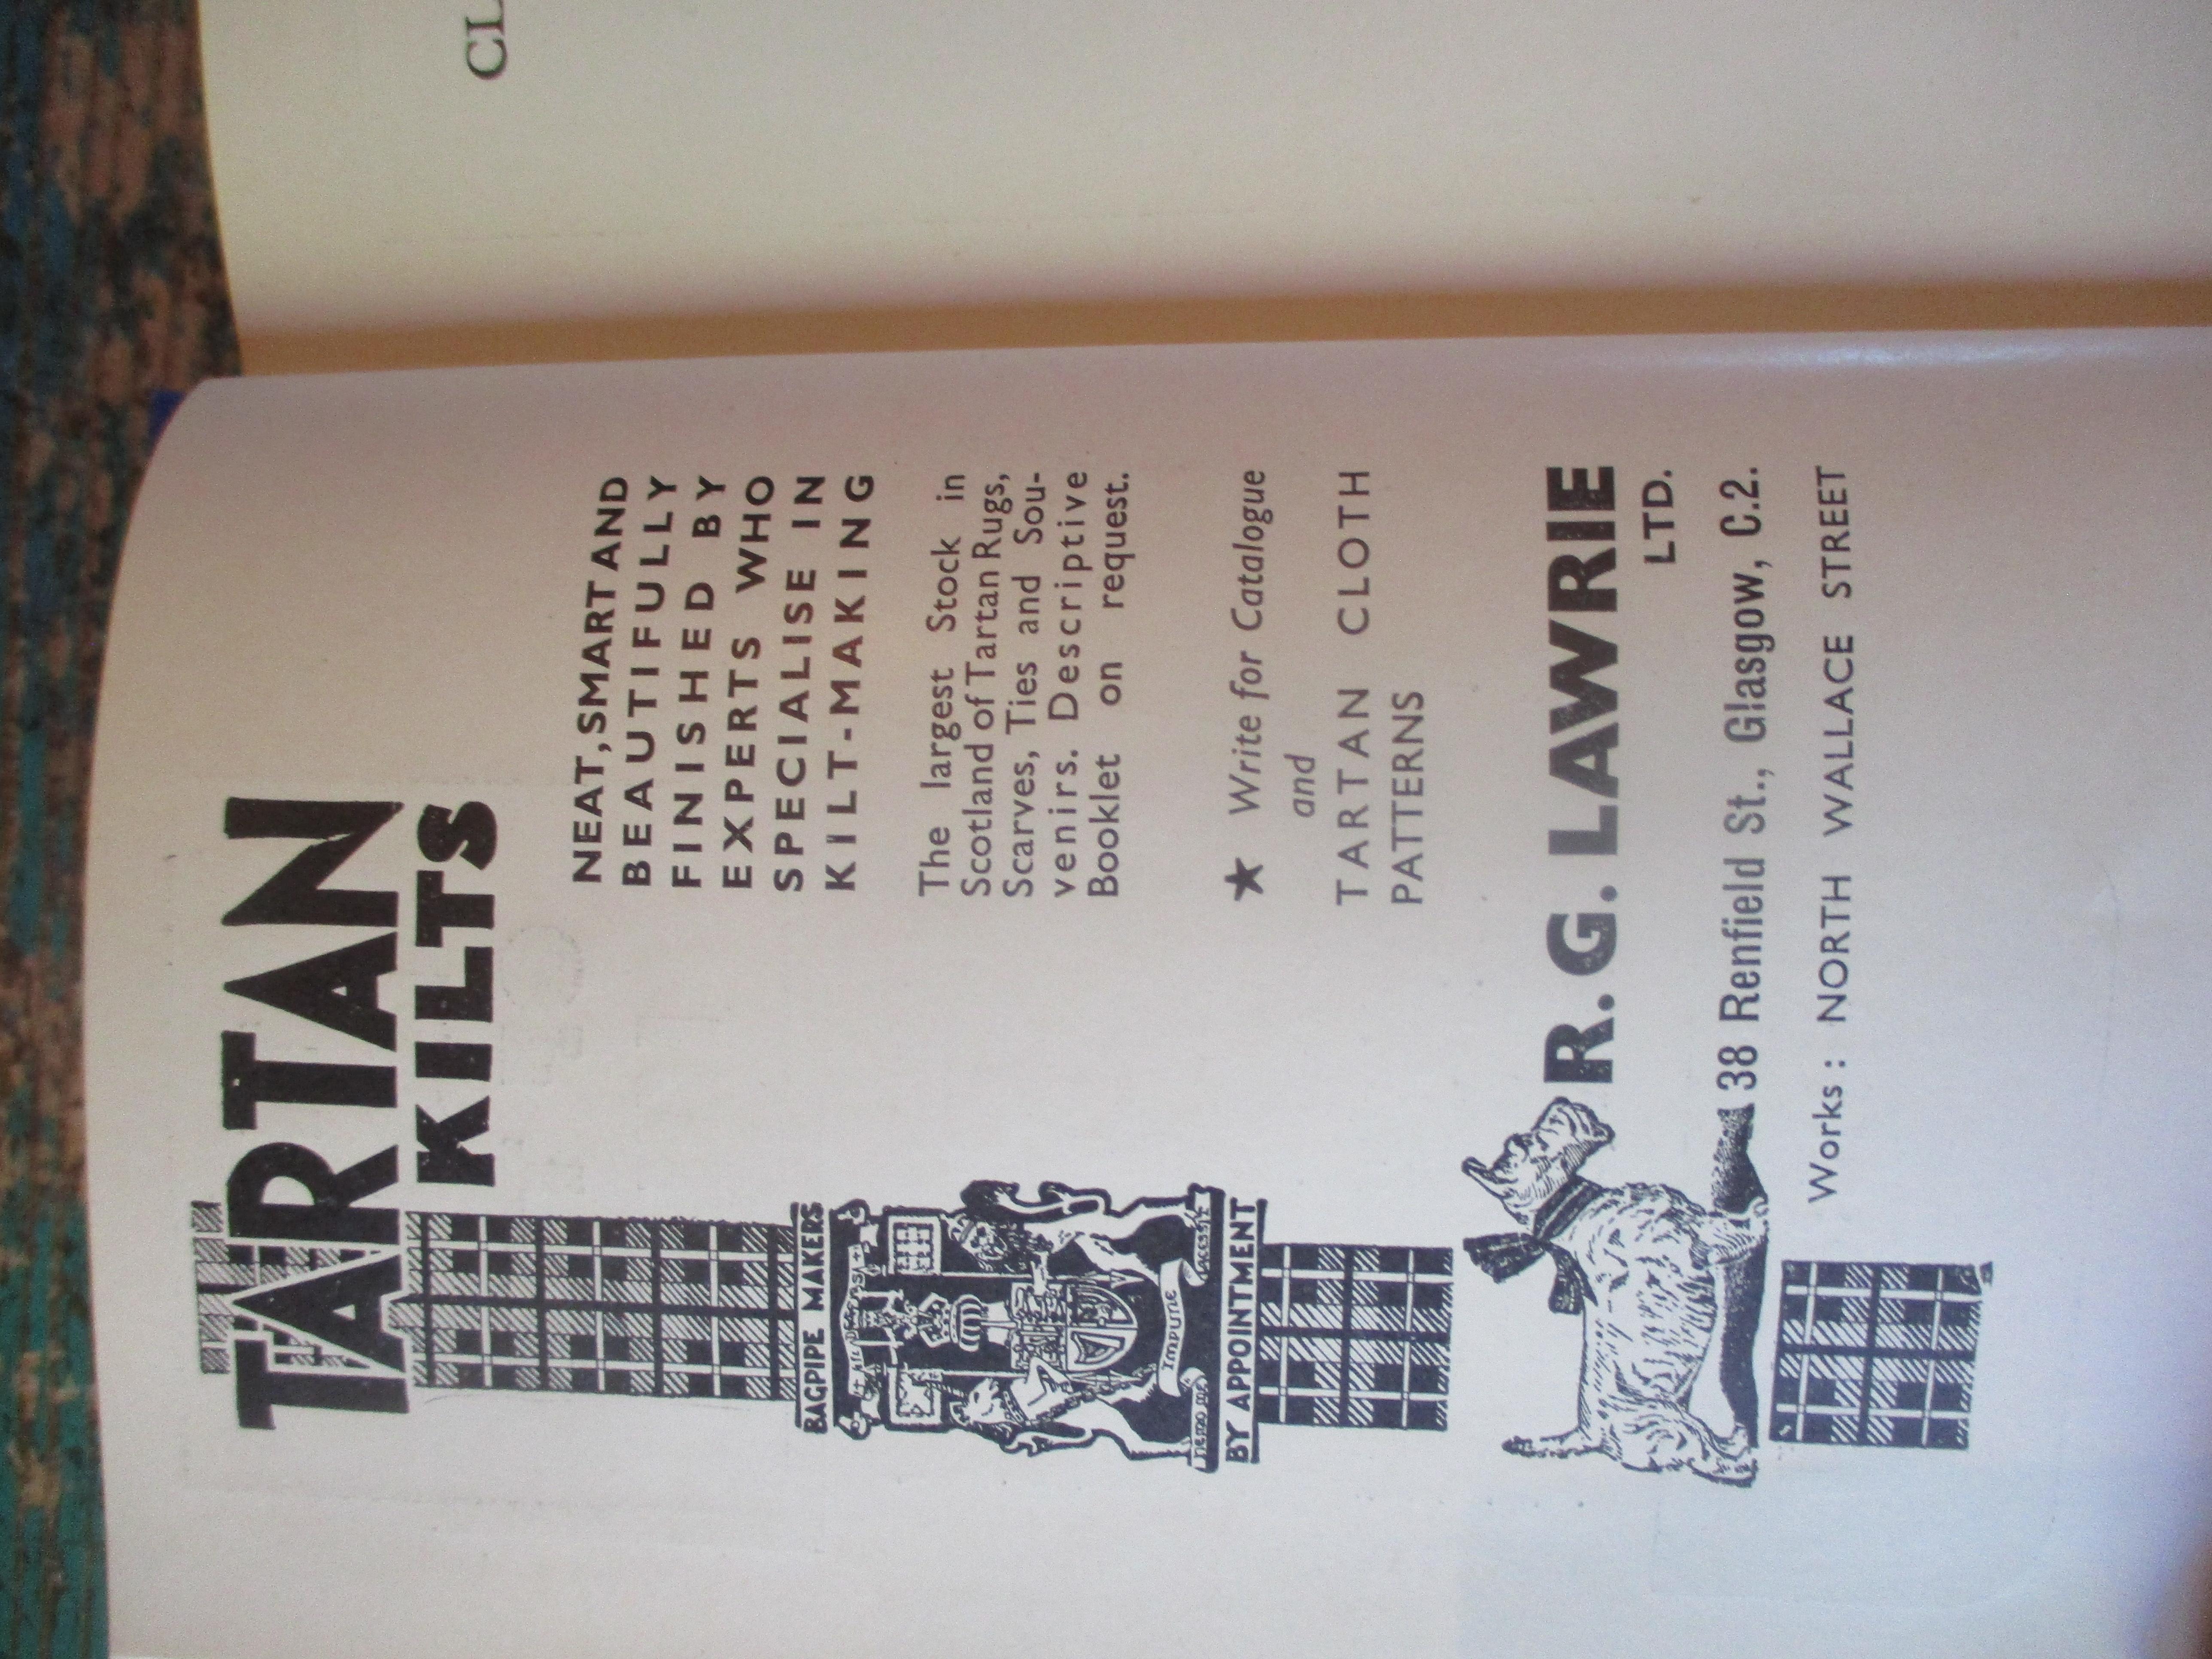 TARTAN
KILTS
NEAT, SMART AND
BEAUTIFULLY
FINISHED BY
EXPERTS WHO
SPECIALISE IN
KILT-MAKING
The largest Stock in
Scotland of Tartan Rugs,
Scarves, Ties and Sou-
venirs. Descriptive
Booklet on request.
★ Write for Catalogue
and
TARTAN CLOTH
PATTERNS
BAGPIPE MAKERS
IMPUNE
BY APPOINTMENT
R.G. LAWRIE
LTD.
38 Renfield St., Glasgow, C.2.
Works : NORTH WALLACE STREET
CL